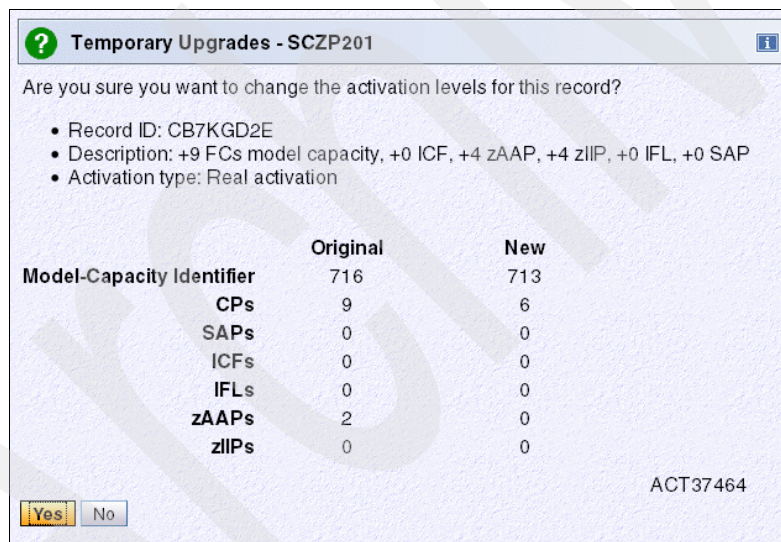 Temporary Upgrades - SCZP201
Are you sure you want to change the activation levels for this record?
• Record ID: CB7KGD2E
• Description: +9 FCs model capacity, +0 ICF, +4 zAAP, +4 zIIP, +0 IFL, +0 SAP
• Activation type: Real activation
Original New
Model-Capacity Identifier 716 713
CPs 9 6
SAPs 0 0
ICFs 0 0
IFLs 0 0
zAAPs 2 0
zIIPs 0 0
ACT37464
Yes No